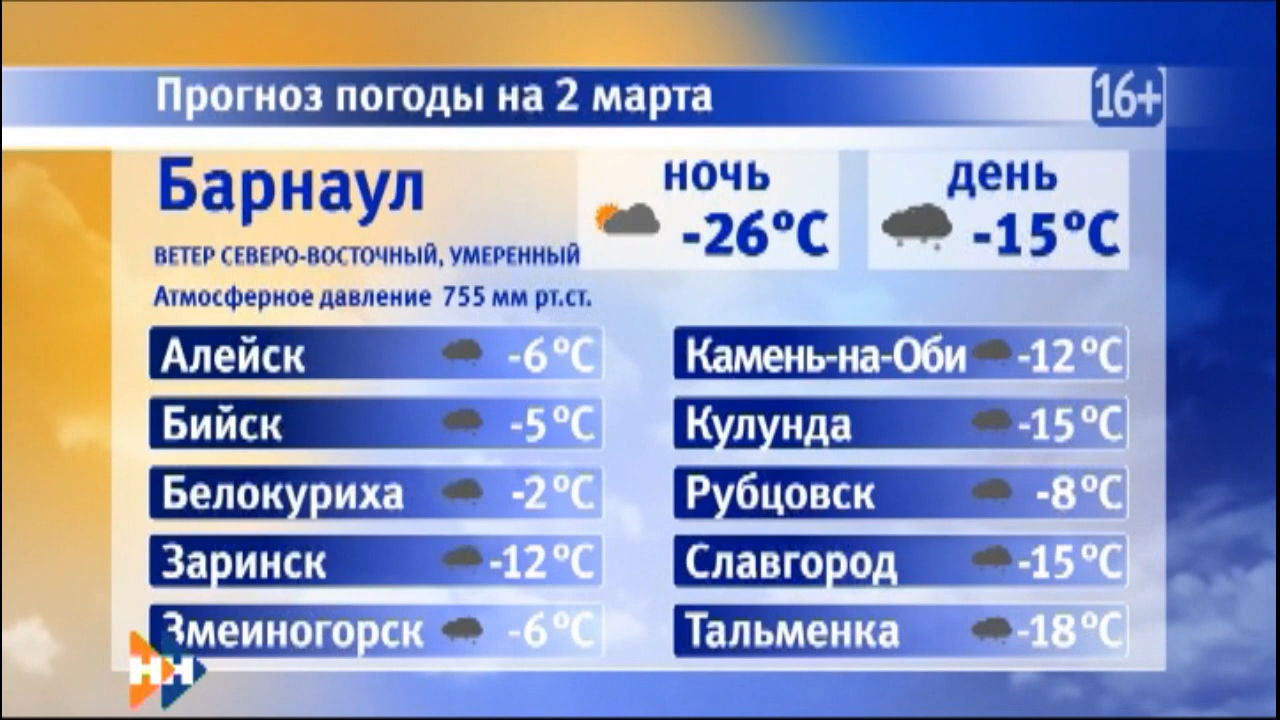 Прогноз погоды на 2 марта
16+
Барнаул
ночь
-26°C
день
-15°C
ВЕТЕР СЕВЕРО-ВОСТОЧНЫЙ, УМЕРЕННЫЙ
Атмосферное давление 755 мм рт.ст.
Алейск -6°C
Бийск -5°C
Белокуриха -2°C
Заринск -12°C
Змеиногорск -6°C
Камень-на-Оби -12°C
Кулунда -15°C
Рубцовск -8°C
Славгород -15°C
Тальменка -18°C
НН